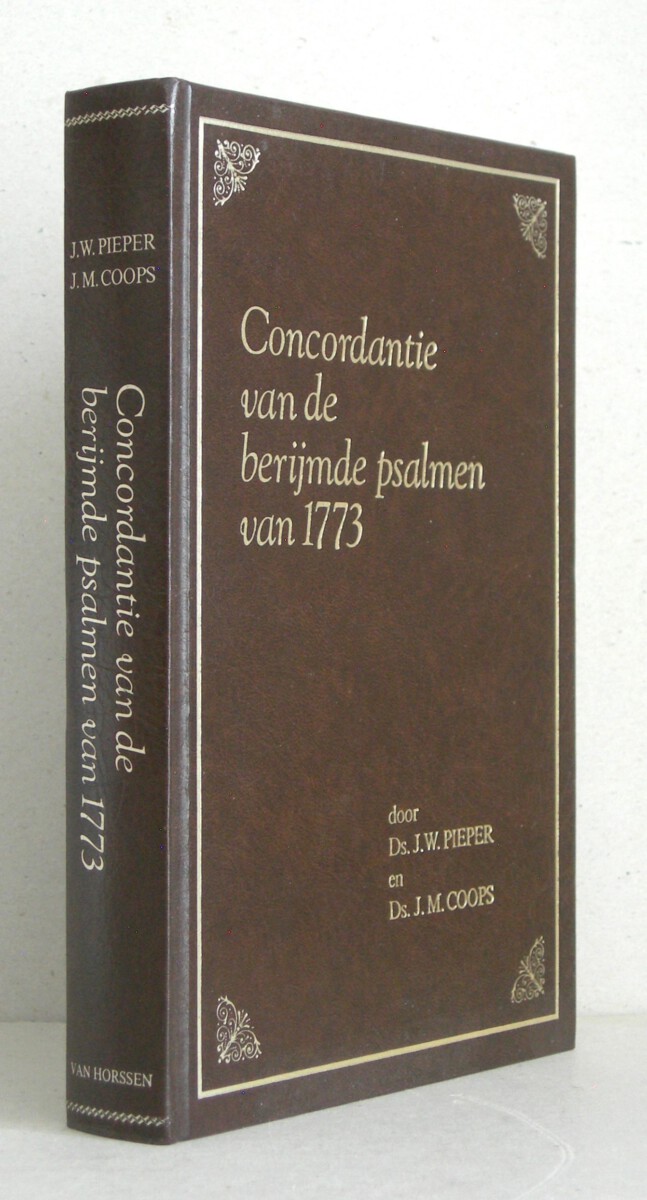 J.W. PIEPER
J.M. COOPS
Concordantie van de
berijmde psalmen van 1773
VAN HORSSEN
Concordantie
van de
berijmde psalmen
van 1773
door
Ds. J.W. PIEPER
en
Ds. J.M. COOPS